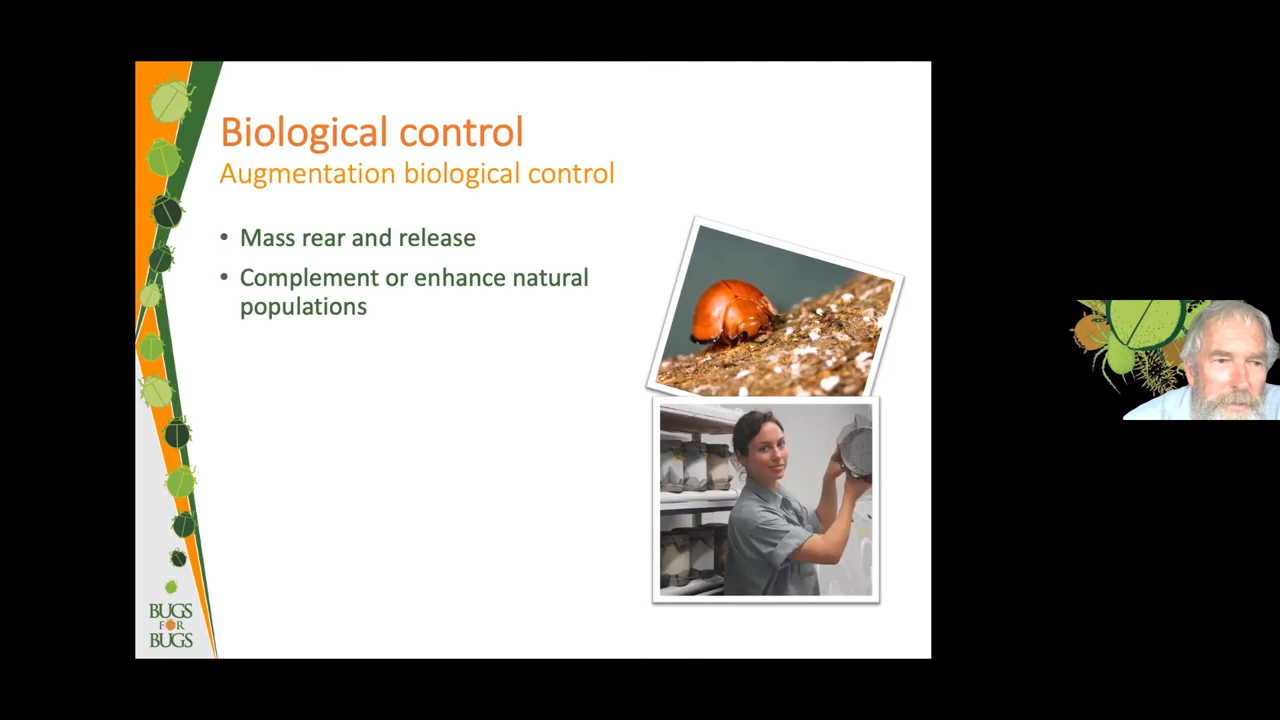 Biological control
Augmentation biological control
• Mass rear and release
• Complement or enhance natural
populations
BUGS
FOR
BUGS